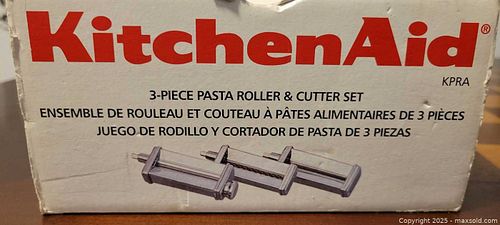 KitchenAid®
KPRA
3-PIECE PASTA ROLLER & CUTTER SET
ENSEMBLE DE ROULEAU ET COUTEAU À PÂTES ALIMENTAIRES DE 3 PIÈCES
JUEGO DE RODILLO Y CORTADOR DE PASTA DE 3 PIEZAS
Copyright © 2025 - maxsold.com